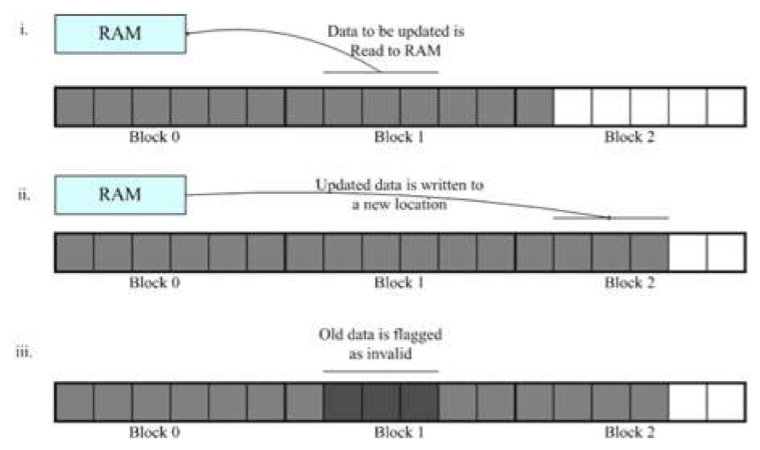 i.
RAM
Data to be updated is
Read to RAM
Block 0
Block 1
Block 2
ii.
RAM
Updated data is written to
a new location
Block 0
Block 1
Block 2
iii.
Old data is flagged
as invalid
Block 0
Block 1
Block 2